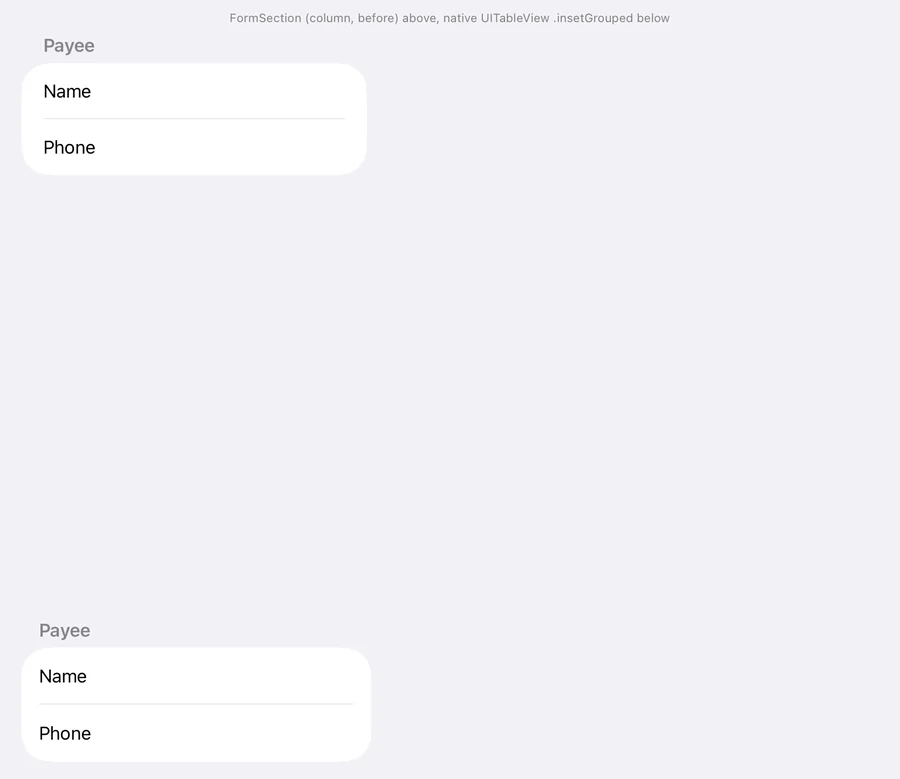 FormSection (column, before) above, native UITableView .insetGrouped below
Payee
Name
Phone
Payee
Name
Phone